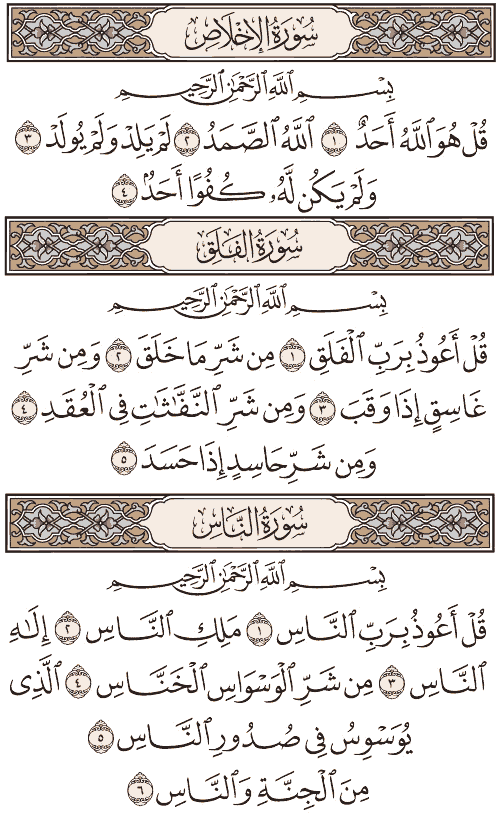 سُورَةُ الإِخْلَاصِ
بِسْمِ ٱللَّهِ ٱلرَّحْمَٰنِ ٱلرَّحِيمِ
قُلْ هُوَ ٱللَّهُ أَحَدٌ ١ ٱللَّهُ ٱلصَّمَدُ ٢ لَمْ يَلِدْ وَلَمْ يُولَدْ ٣
وَلَمْ يَكُن لَّهُۥ كُفُوًا أَحَدٌۢ ٤
سُورَةُ الفَلَقِ
بِسْمِ ٱللَّهِ ٱلرَّحْمَٰنِ ٱلرَّحِيمِ
قُلْ أَعُوذُ بِرَبِّ ٱلْفَلَقِ ١ مِن شَرِّ مَا خَلَقَ ٢ وَمِن شَرِّ
غَاسِقٍ إِذَا وَقَبَ ٣ وَمِن شَرِّ ٱلنَّفَّٰثَٰتِ فِى ٱلْعُقَدِ ٤
وَمِن شَرِّ حَاسِدٍ إِذَا حَسَدَ ٥
سُورَةُ النَّاسِ
بِسْمِ ٱللَّهِ ٱلرَّحْمَٰنِ ٱلرَّحِيمِ
قُلْ أَعُوذُ بِرَبِّ ٱلنَّاسِ ١ مَلِكِ ٱلنَّاسِ ٢ إِلَٰهِ
ٱلنَّاسِ ٣ مِن شَرِّ ٱلْوَسْوَاسِ ٱلْخَنَّاسِ ٤ ٱلَّذِى
يُوَسْوِسُ فِى صُدُورِ ٱلنَّاسِ ٥
مِنَ ٱلْجِنَّةِ وَٱلنَّاسِ ٦